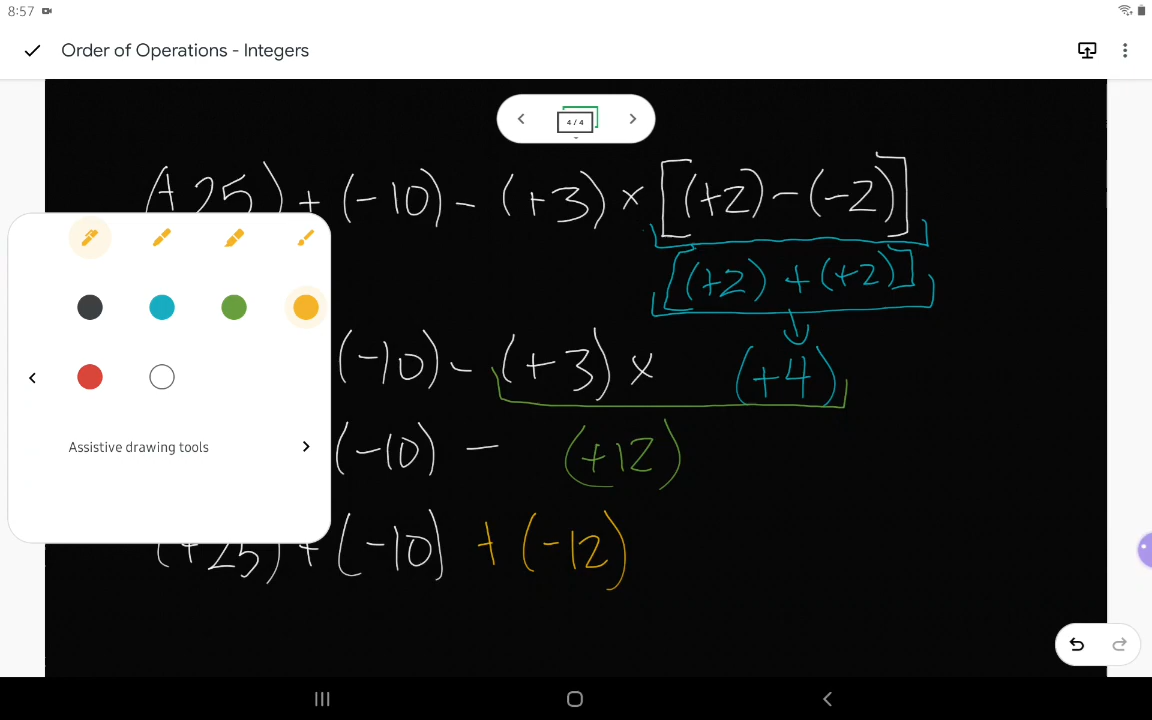 8:57
Order of Operations - Integers
4 / 4
(+25) + (-10) - (+3) × [(+2) - (-2)]
[(+2) + (+2)]
(-10) - (+3) × (+4)
Assistive drawing tools
(-10) - (+12)
(+25) + (-10) + (-12)